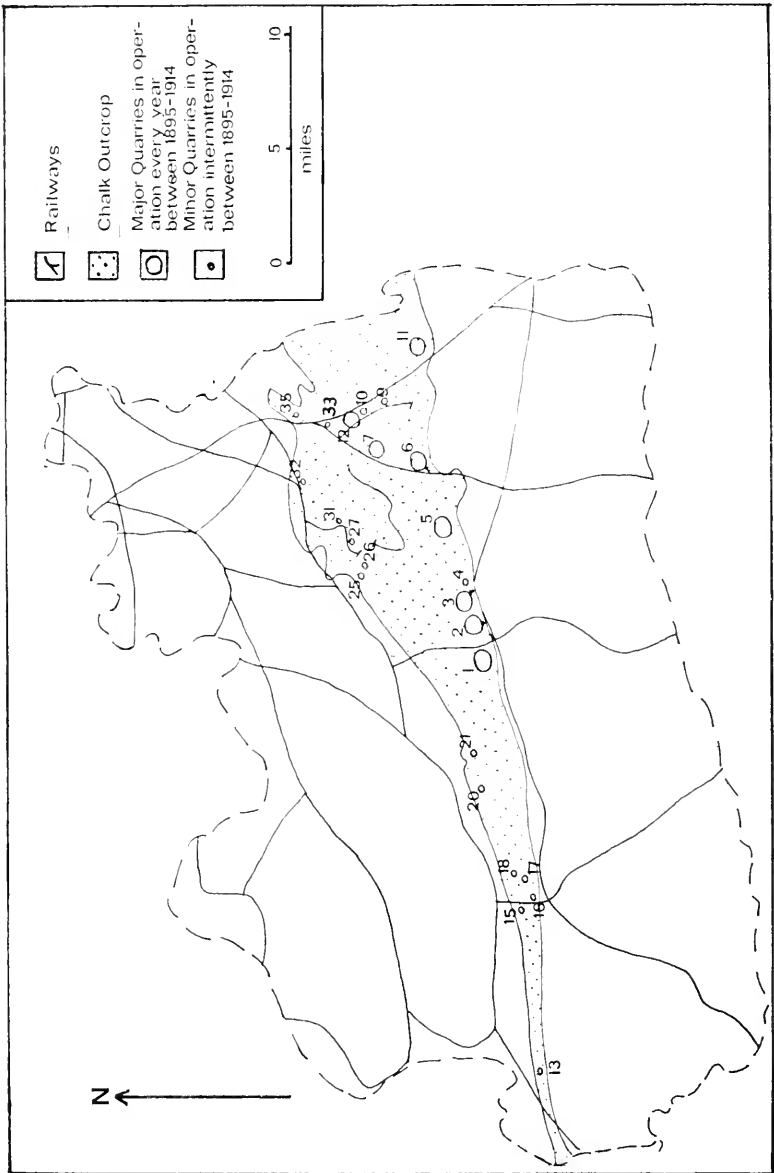 Railways
Chalk Outcrop
Major Quarries in oper-
ation every year
between 1895-1914
Minor Quarries in oper-
ation intermittently
between 1895-1914
0 5 10
miles
N
35
33
32
10
9
12
11
31
7
27
26
25
6
5
4
3
2
1
21
20
18
17
15
16
13